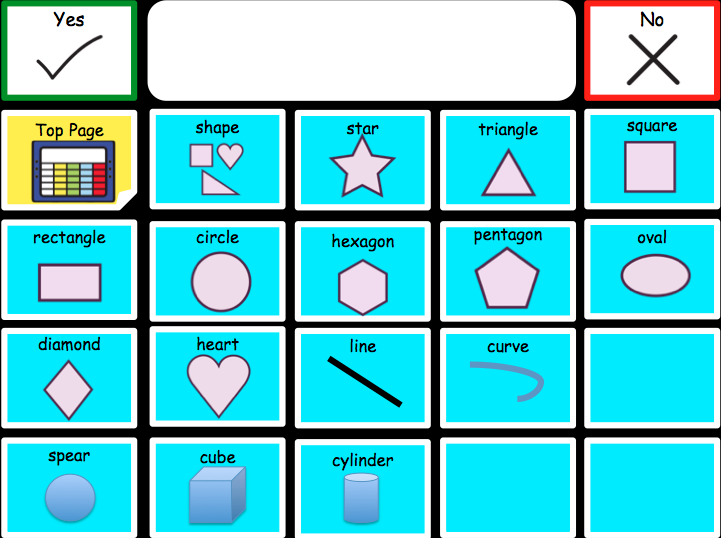 Yes
No
Top Page
shape
star
triangle
square
rectangle
circle
hexagon
pentagon
oval
diamond
heart
line
curve
spear
cube
cylinder